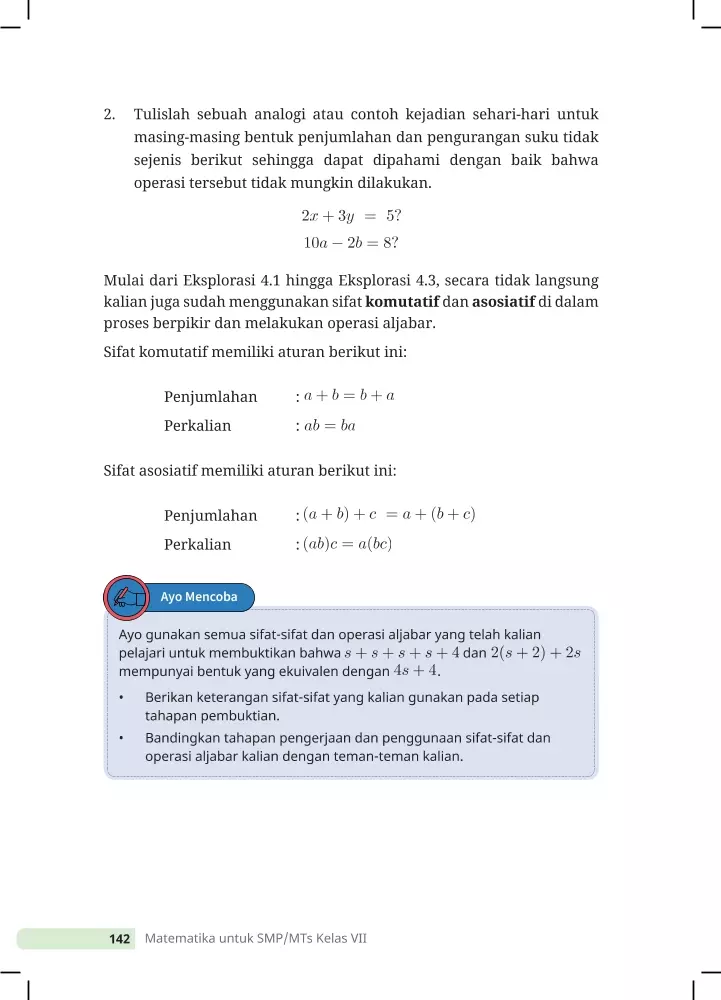 2. Tulislah sebuah analogi atau contoh kejadian sehari-hari untuk
masing-masing bentuk penjumlahan dan pengurangan suku tidak
sejenis berikut sehingga dapat dipahami dengan baik bahwa
operasi tersebut tidak mungkin dilakukan.
2x + 3y = 5?
10a − 2b = 8?
Mulai dari Eksplorasi 4.1 hingga Eksplorasi 4.3, secara tidak langsung
kalian juga sudah menggunakan sifat komutatif dan asosiatif di dalam
proses berpikir dan melakukan operasi aljabar.
Sifat komutatif memiliki aturan berikut ini:
Penjumlahan : a + b = b + a
Perkalian : ab = ba
Sifat asosiatif memiliki aturan berikut ini:
Penjumlahan : (a + b) + c = a + (b + c)
Perkalian : (ab)c = a(bc)
Ayo Mencoba
Ayo gunakan semua sifat-sifat dan operasi aljabar yang telah kalian
pelajari untuk membuktikan bahwa s + s + s + s + 4 dan 2(s + 2) + 2s
mempunyai bentuk yang ekuivalen dengan 4s + 4.
• Berikan keterangan sifat-sifat yang kalian gunakan pada setiap
tahapan pembuktian.
• Bandingkan tahapan pengerjaan dan penggunaan sifat-sifat dan
operasi aljabar kalian dengan teman-teman kalian.
142 Matematika untuk SMP/MTs Kelas VII